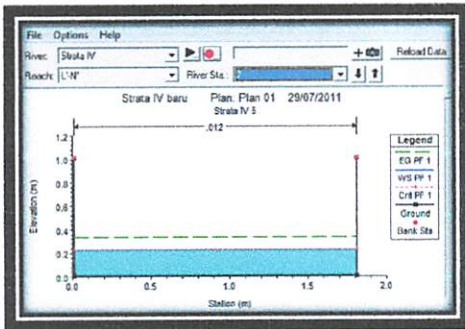 File Options Help
River: Strata IV Reload Data
Reach: L'-N' River Sta.: 7
Strata IV baru Plan: Plan 01 29/07/2011
Strata IV 5
.012
Elevation (m)
1.2
1.0
0.8
0.6
0.4
0.2
0.0
0.0 0.5 1.0 1.5 2.0
Station (m)
Legend
EG PF 1
WS PF 1
Crit PF 1
Ground
Bank Sta